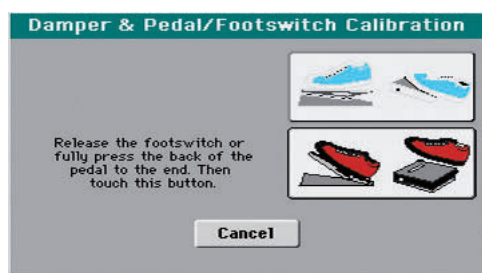 Damper & Pedal/Footswitch Calibration
Release the footswitch or
fully press the back of the
pedal to the end. Then
touch this button.
Cancel